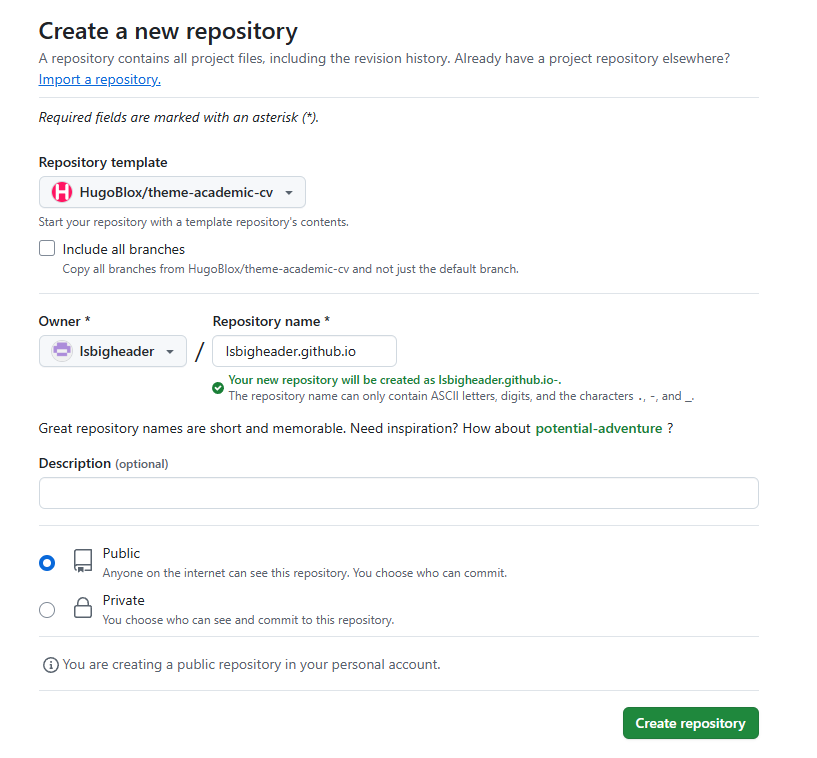 Create a new repository
A repository contains all project files, including the revision history. Already have a project repository elsewhere?
Import a repository.
Required fields are marked with an asterisk (*).
Repository template
HugoBlox/theme-academic-cv
Start your repository with a template repository's contents.
Include all branches
Copy all branches from HugoBlox/theme-academic-cv and not just the default branch.
Owner *
Repository name *
lsbigheader
/
lsbigheader.github.io
Your new repository will be created as lsbigheader.github.io-.
The repository name can only contain ASCII letters, digits, and the characters ., -, and _.
Great repository names are short and memorable. Need inspiration? How about potential-adventure ?
Description (optional)
Public
Anyone on the internet can see this repository. You choose who can commit.
Private
You choose who can see and commit to this repository.
You are creating a public repository in your personal account.
Create repository